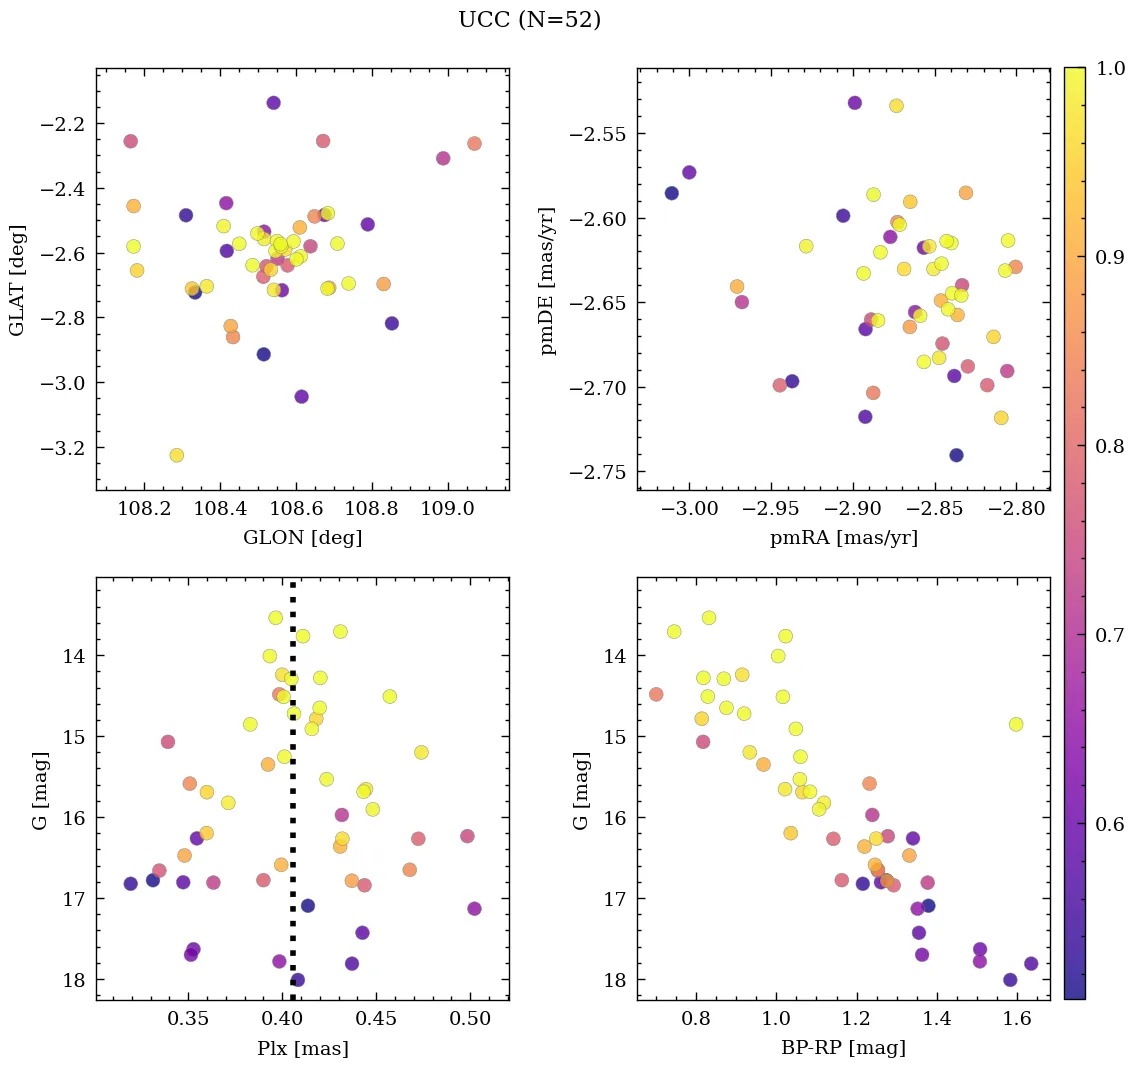 UCC (N=52)
−2.2
−2.4
−2.6
−2.8
−3.0
−3.2
GLAT [deg]
108.2 108.4 108.6 108.8 109.0
GLON [deg]
−2.55
−2.60
−2.65
−2.70
−2.75
pmDE [mas/yr]
−3.00 −2.95 −2.90 −2.85 −2.80
pmRA [mas/yr]
14
15
16
17
18
G [mag]
0.35 0.40 0.45 0.50
Plx [mas]
14
15
16
17
18
G [mag]
0.8 1.0 1.2 1.4 1.6
BP-RP [mag]
1.0
0.9
0.8
0.7
0.6